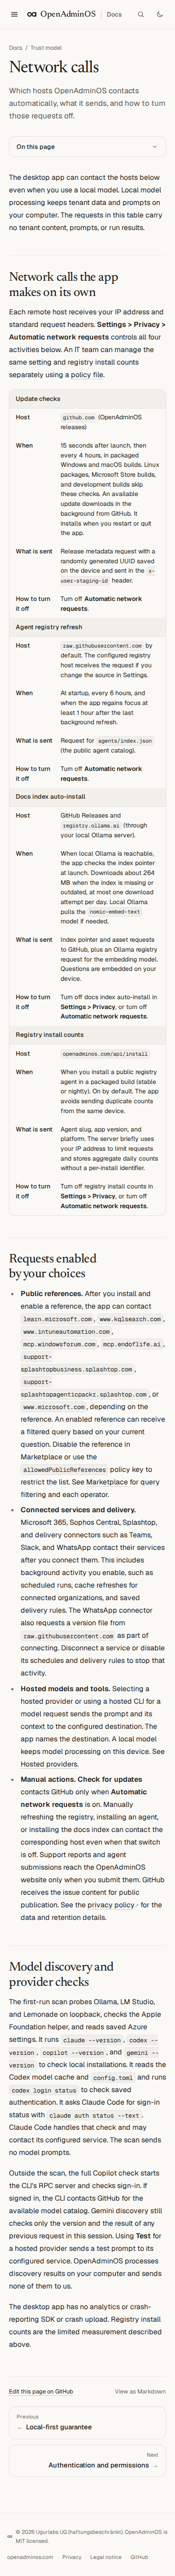 OpenAdminOS Docs
Docs / Trust model
Network calls
Which hosts OpenAdminOS contacts
automatically, what it sends, and how to turn
those requests off.
On this page
The desktop app can contact the hosts below
even when you use a local model. Local model
processing keeps tenant data and prompts on
your computer. The requests in this table carry
no tenant content, prompts, or run results.
Network calls the app
makes on its own
Each remote host receives your IP address and
standard request headers. Settings > Privacy >
Automatic network requests controls all four
activities below. An IT team can manage the
same setting and registry install counts
separately using a policy file.
Update checks
Host github.com (OpenAdminOS
releases)
When 15 seconds after launch, then
every 4 hours, in packaged
Windows and macOS builds. Linux
packages, Microsoft Store builds,
and development builds skip
these checks. An available
update downloads in the
background from GitHub. It
installs when you restart or quit
the app.
What is sent Release metadata request with a
randomly generated UUID saved
on the device and sent in the x-
user-staging-id header.
How to turn Turn off Automatic network
it off requests.
Agent registry refresh
Host raw.githubusercontent.com by
default. The configured registry
host receives the request if you
change the source in Settings.
When At startup, every 6 hours, and
when the app regains focus at
least 1 hour after the last
background refresh.
What is sent Request for agents/index.json
(the public agent catalog).
How to turn Turn off Automatic network
it off requests.
Docs index auto-install
Host GitHub Releases and
registry.ollama.ai (through
your local Ollama server).
When When local Ollama is reachable,
the app checks the index pointer
at launch. Downloads about 264
MB when the index is missing or
outdated, at most one download
attempt per day. Local Ollama
pulls the nomic-embed-text
model if needed.
What is sent Index pointer and asset requests
to GitHub, plus an Ollama registry
request for the embedding model.
Questions are embedded on your
device.
How to turn Turn off docs index auto-install in
it off Settings > Privacy, or turn off
Automatic network requests.
Registry install counts
Host openadminos.com/api/install
When When you install a public registry
agent in a packaged build (stable
or nightly). On by default. The app
avoids sending duplicate counts
from the same device.
What is sent Agent slug, app version, and
platform. The server briefly uses
your IP address to limit requests
and stores aggregate daily counts
without a per-install identifier.
How to turn Turn off registry install counts in
it off Settings > Privacy, or turn off
Automatic network requests.
Requests enabled
by your choices
• Public references. After you install and
enable a reference, the app can contact
learn.microsoft.com, www.kqlsearch.com,
www.intuneautomation.com,
mcp.windowsforum.com, mcp.endoflife.ai,
support-
splashtopbusiness.splashtop.com,
support-
splashtopagenticpackr.splashtop.com, or
www.microsoft.com, depending on the
reference. An enabled reference can receive
a filtered query based on your current
question. Disable the reference in
Marketplace or use the
allowedPublicReferences policy key to
restrict the list. See Marketplace for query
filtering and each operator.
• Connected services and delivery.
Microsoft 365, Sophos Central, Splashtop,
and delivery connectors such as Teams,
Slack, and WhatsApp contact their services
after you connect them. This includes
background activity you enable, such as
scheduled runs, cache refreshes for
connected organizations, and saved
delivery rules. The WhatsApp connector
also requests a version file from
raw.githubusercontent.com as part of
connecting. Disconnect a service or disable
its schedules and delivery rules to stop that
activity.
• Hosted models and tools. Selecting a
hosted provider or using a hosted CLI for a
model request sends the prompt and its
context to the configured destination. The
app names the destination. A local model
keeps model processing on this device. See
Hosted providers.
• Manual actions. Check for updates
contacts GitHub only when Automatic
network requests is on. Manually
refreshing the registry, installing an agent,
or installing the docs index can contact the
corresponding host even when that switch
is off. Support reports and agent
submissions reach the OpenAdminOS
website only when you submit them. GitHub
receives the issue content for public
publication. See the privacy policy for the
data and retention details.
Model discovery and
provider checks
The first-run scan probes Ollama, LM Studio,
and Lemonade on loopback, checks the Apple
Foundation helper, and reads saved Azure
settings. It runs claude --version, codex --
version, copilot --version, and gemini --
version to check local installations. It reads the
Codex model cache and config.toml and runs
codex login status to check saved
authentication. It asks Claude Code for sign-in
status with claude auth status --text.
Claude Code handles that check and may
contact its configured service. The scan sends
no model prompts.
Outside the scan, the full Copilot check starts
the CLI's RPC server and checks sign-in. If
signed in, the CLI contacts GitHub for the
available model catalog. Gemini discovery still
checks only the version and the result of any
previous request in this session. Using Test for
a hosted provider sends a test prompt to its
configured service. OpenAdminOS processes
discovery results on your computer and sends
none of them to us.
The desktop app has no analytics or crash-
reporting SDK or crash upload. Registry install
counts are the limited measurement described
above.
Edit this page on GitHub View as Markdown
Previous
← Local-first guarantee
Next
Authentication and permissions →
© 2026 Ugurlabs UG (haftungsbeschränkt). OpenAdminOS is
MIT licensed.
openadminos.com Privacy Legal notice GitHub